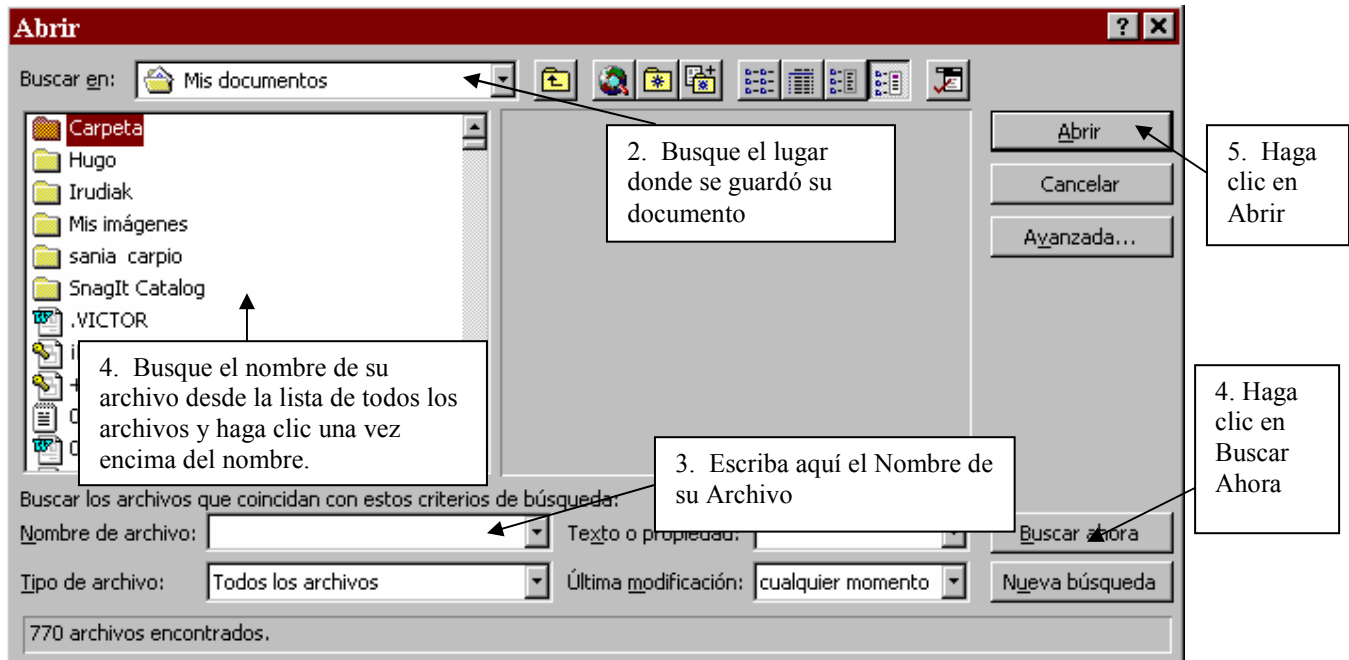 Abrir
Buscar en: Mis documentos
Carpeta
Hugo
Irudiak
Mis imágenes
sania carpio
SnagIt Catalog
.VICTOR
2. Busque el lugar
donde se guardó su
documento
Abrir
Cancelar
Avanzada...
5. Haga
clic en
Abrir
4. Busque el nombre de su
archivo desde la lista de todos los
archivos y haga clic una vez
encima del nombre.
3. Escriba aquí el Nombre de
su Archivo
4. Haga
clic en
Buscar
Ahora
Buscar los archivos que coincidan con estos criterios de búsqueda:
Nombre de archivo:
Texto o propiedad:
Buscar ahora
Tipo de archivo: Todos los archivos
Última modificación: cualquier momento
Nueva búsqueda
770 archivos encontrados.